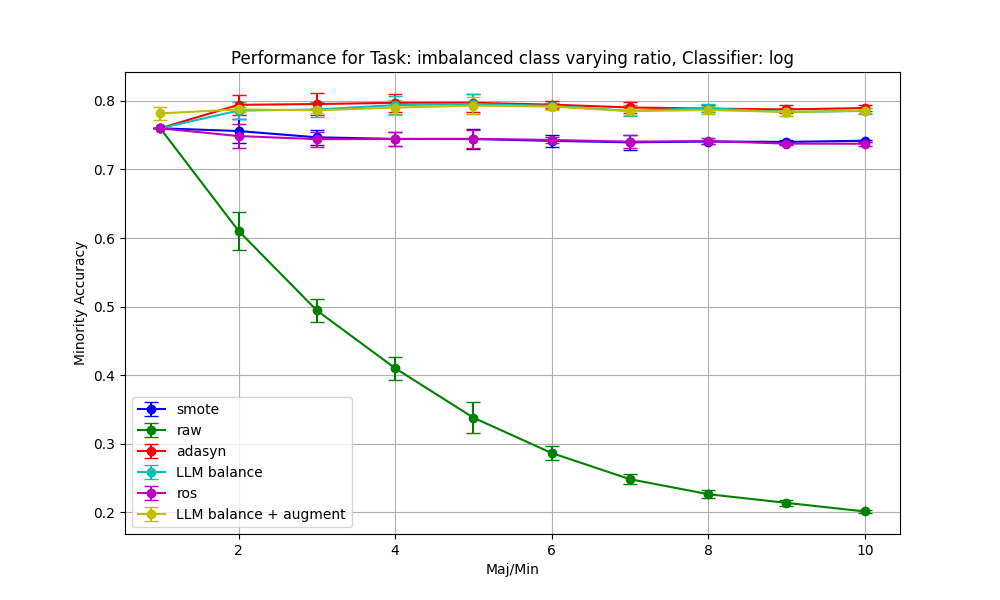 Performance for Task: imbalanced class varying ratio, Classifier: log
Minority Accuracy
0.8
0.7
0.6
0.5
0.4
0.3
0.2
smote
raw
adasyn
LLM balance
ros
LLM balance + augment
2 4 6 8 10
Maj/Min